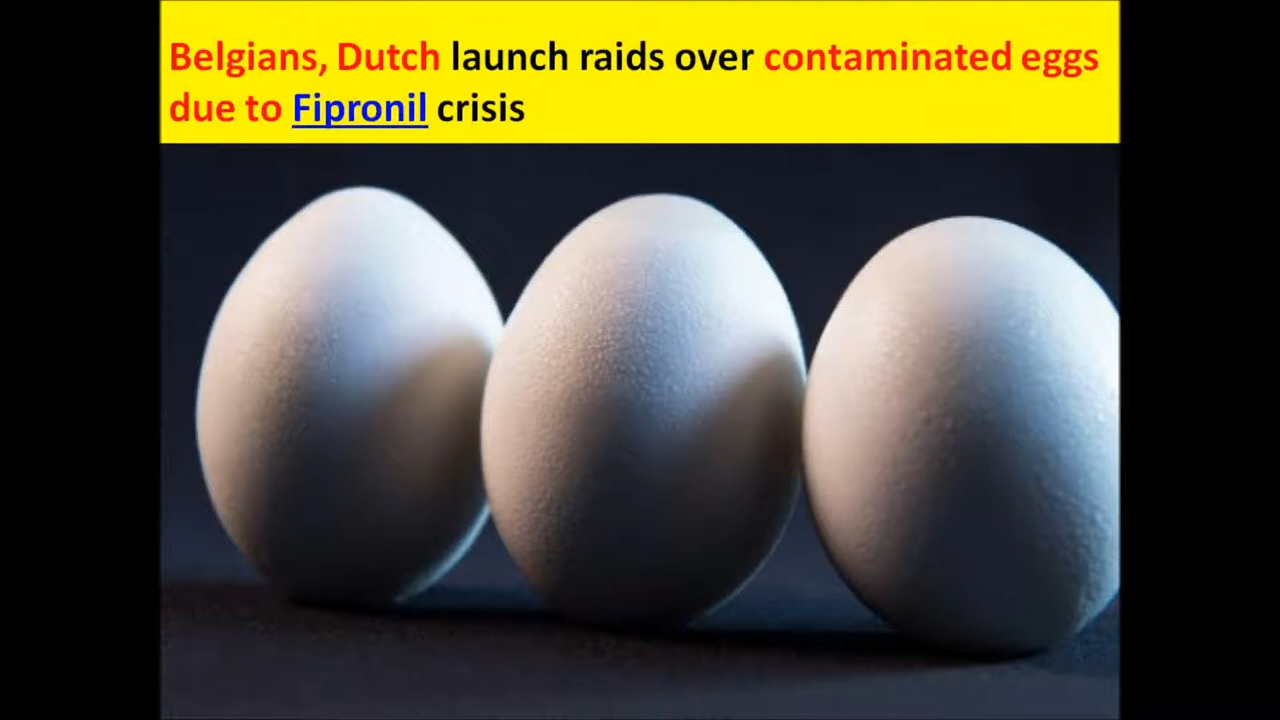 Belgians, Dutch launch raids over contaminated eggs
due to Fipronil crisis